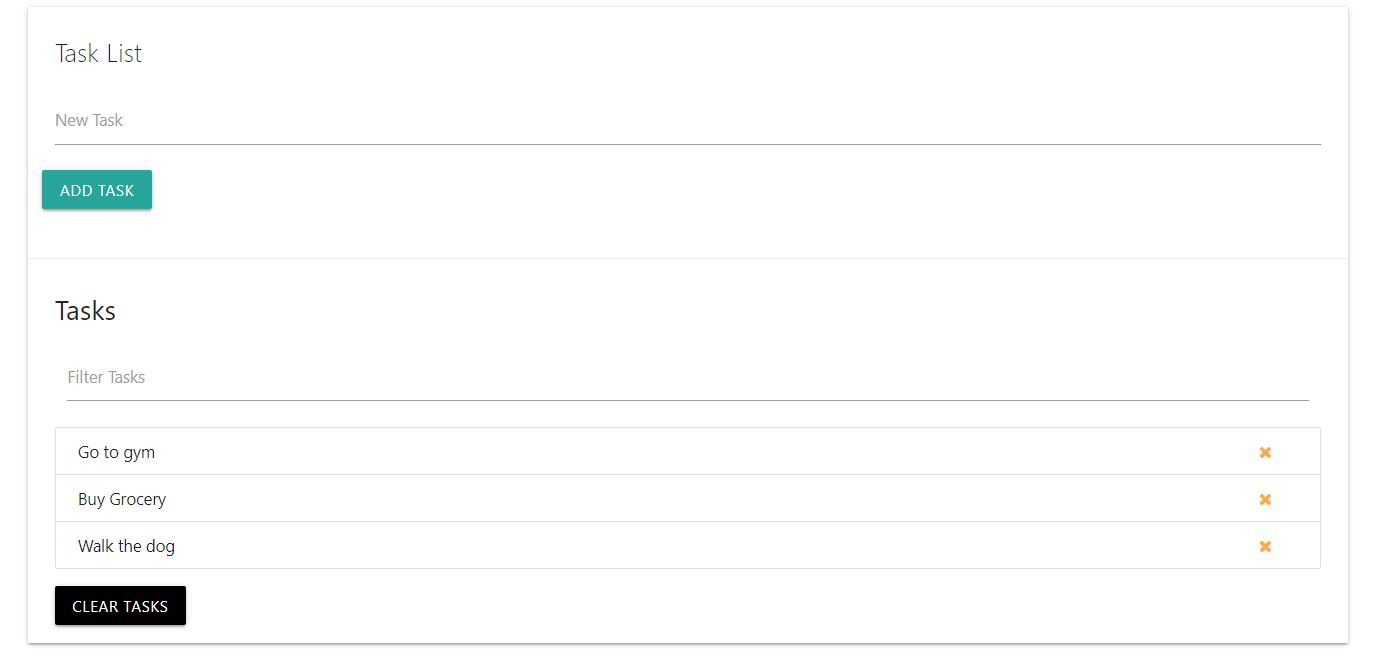 Task List
New Task
ADD TASK
Tasks
Filter Tasks
Go to gym
Buy Grocery
Walk the dog
CLEAR TASKS